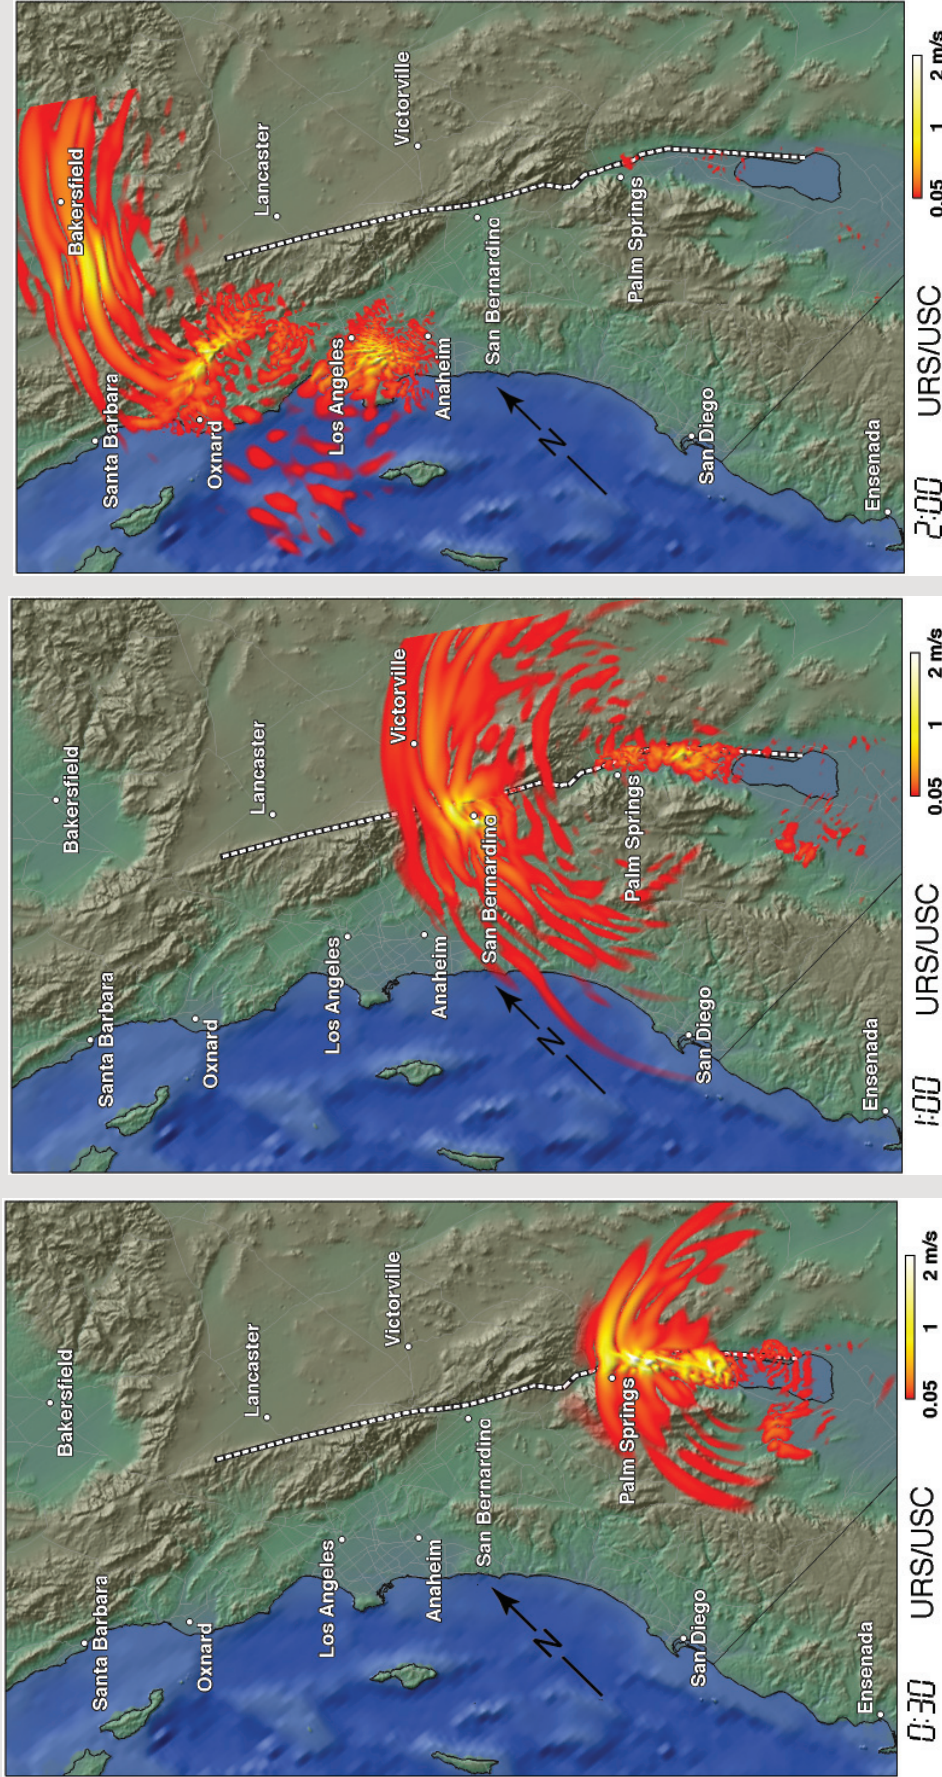 Bakersfield
Santa Barbara
Oxnard
Lancaster
Los Angeles
Victorville
Anaheim
San Bernardino
N
Palm Springs
San Diego
Ensenada
0:30 URS/USC 0.05 1 2 m/s
Bakersfield
Santa Barbara
Oxnard
Lancaster
Los Angeles
Victorville
Anaheim
San Bernardino
N
Palm Springs
San Diego
Ensenada
1:00 URS/USC 0.05 1 2 m/s
Bakersfield
Santa Barbara
Oxnard
Lancaster
Los Angeles
Victorville
Anaheim
San Bernardino
N
Palm Springs
San Diego
Ensenada
2:00 URS/USC 0.05 1 2 m/s